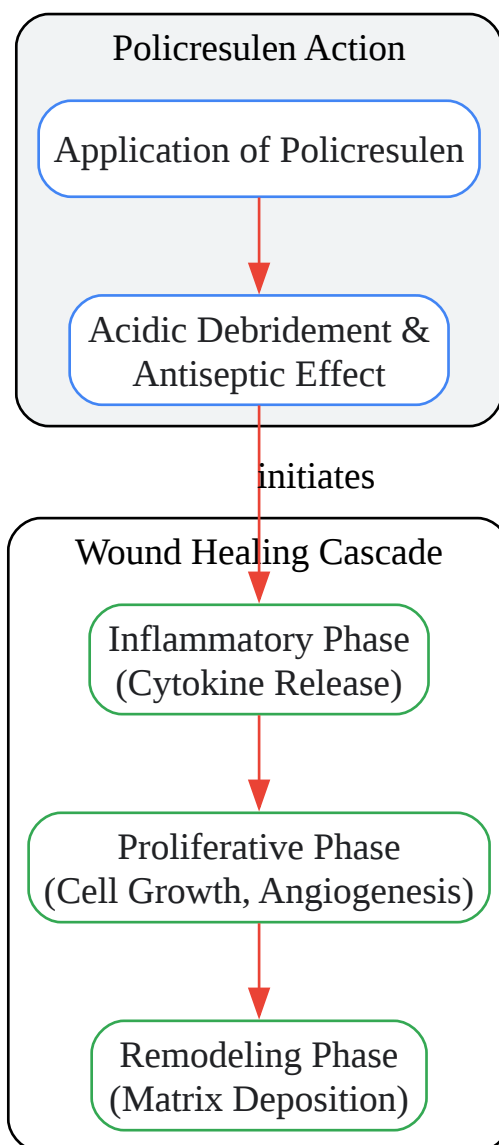 Policresulen Action
Application of Policresulen
Acidic Debridement &
Antiseptic Effect
initiates
Wound Healing Cascade
Inflammatory Phase
(Cytokine Release)
Proliferative Phase
(Cell Growth, Angiogenesis)
Remodeling Phase
(Matrix Deposition)